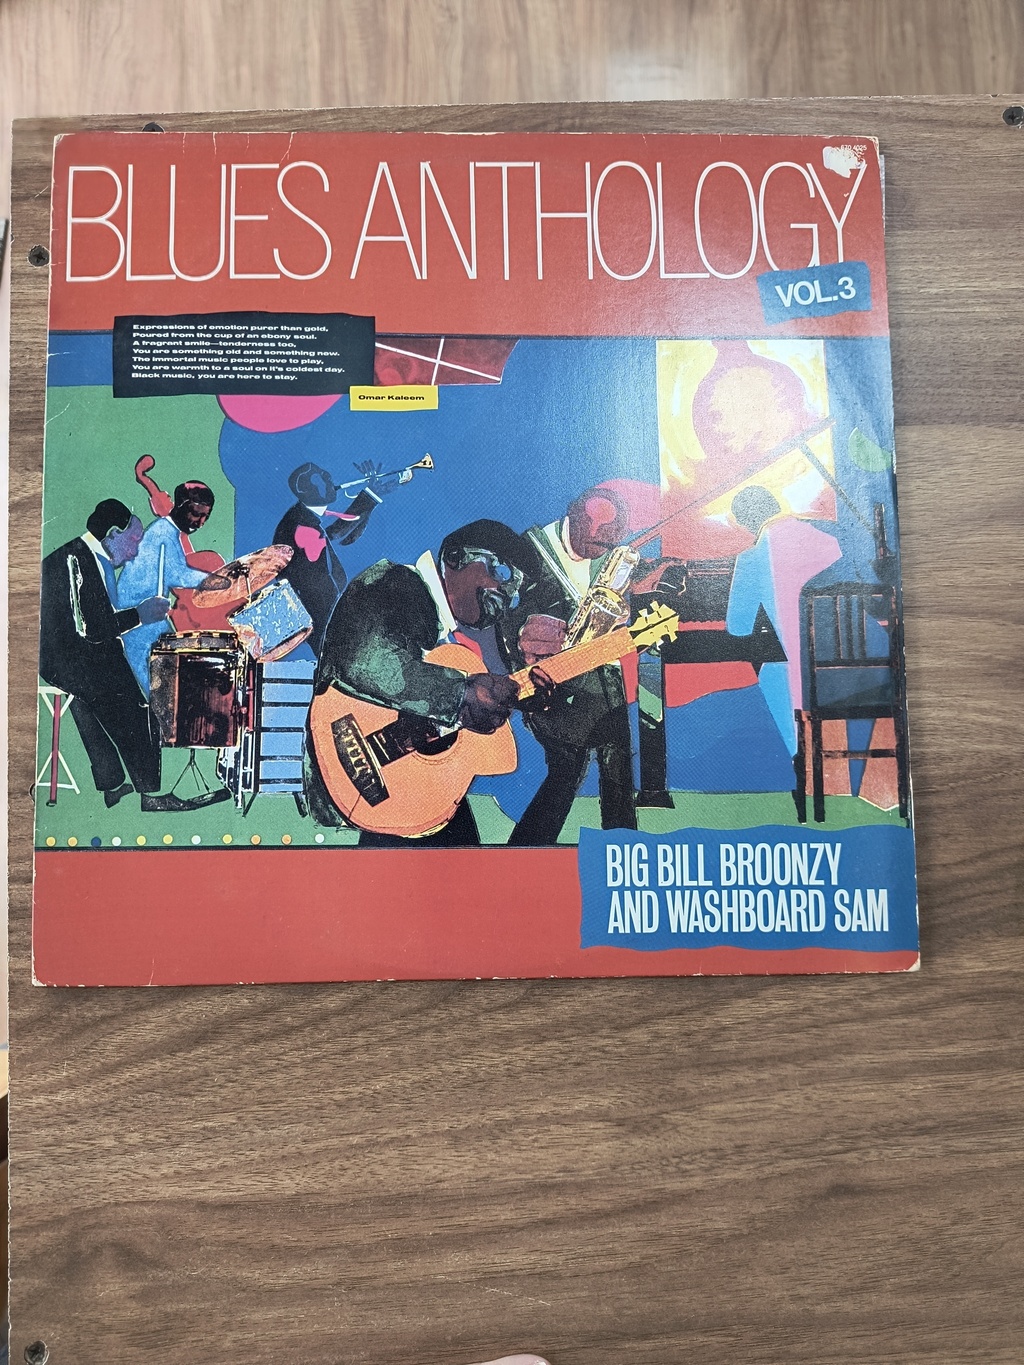 670.4025
BLUES ANTHOLOGY
VOL.3
Expressions of emotion purer than gold,
Poured from the cup of an ebony soul.
A fragrant smile—tenderness too,
You are something old and something new.
The immortal music people love to play.
You are warmth to a soul on it's coldest day.
Black music, you are here to stay.
Omar Kaleem
BIG BILL BROONZY
AND WASHBOARD SAM